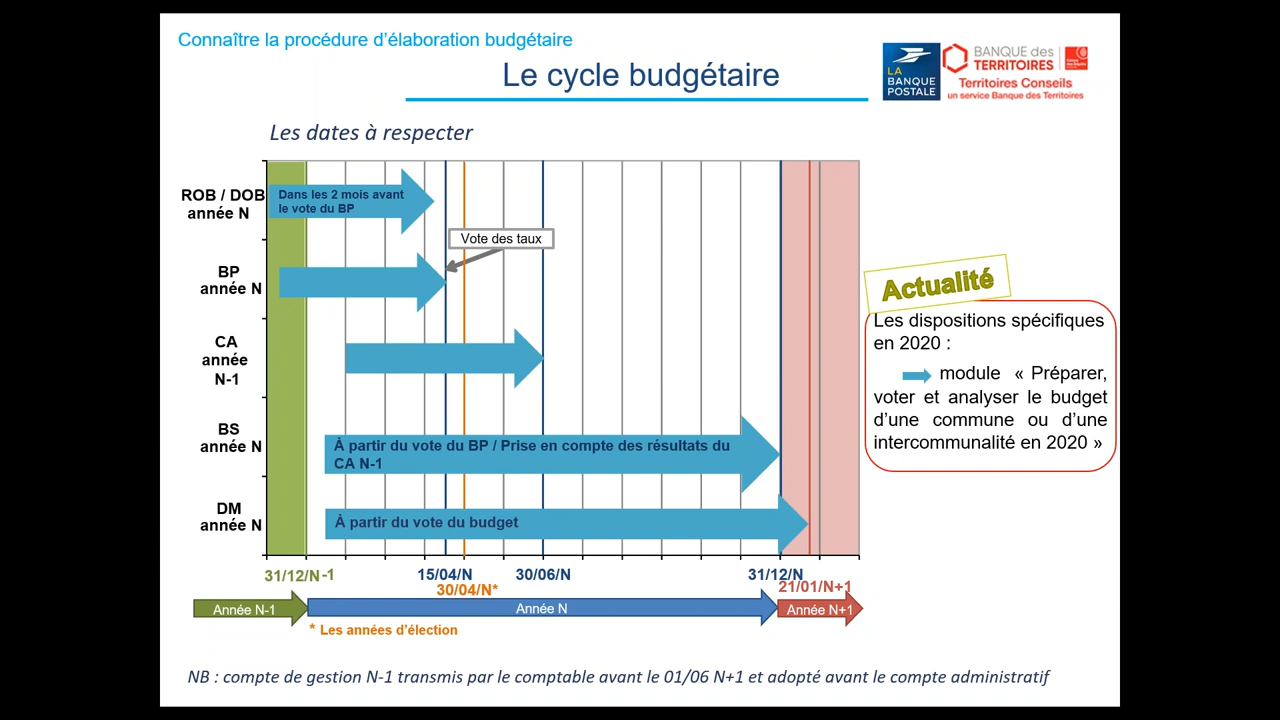 Connaître la procédure d'élaboration budgétaire
Le cycle budgétaire
LA
BANQUE
POSTALE
BANQUE des
TERRITOIRES
Territoires Conseils
un service Banque des Territoires
Les dates à respecter
ROB / DOB
année N
Dans les 2 mois avant
le vote du BP
Vote des taux
BP
année N
CA
année
N-1
BS
année N
À partir du vote du BP / Prise en compte des résultats du
CA N-1
DM
année N
À partir du vote du budget
Actualité
Les dispositions spécifiques
en 2020 :
module « Préparer,
voter et analyser le budget
d'une commune ou d'une
intercommunalité en 2020 »
31/12/N-1
15/04/N
30/06/N
31/12/N
30/04/N*
21/01/N+1
Année N-1
Année N
Année N+1
* Les années d'élection
NB : compte de gestion N-1 transmis par le comptable avant le 01/06 N+1 et adopté avant le compte administratif